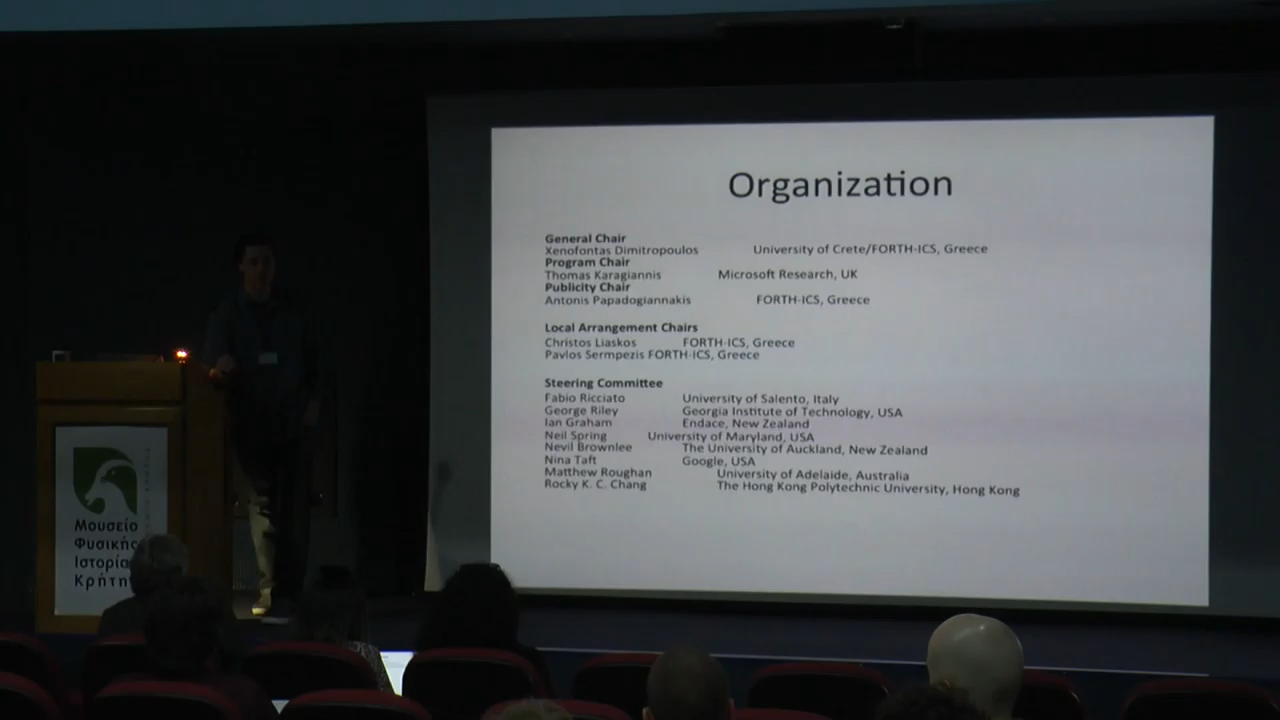 Organization
General Chair
Xenofontas Dimitropoulos University of Crete/FORTH-ICS, Greece
Program Chair
Thomas Karagiannis Microsoft Research, UK
Publicity Chair
Antonis Papadogiannakis FORTH-ICS, Greece
Local Arrangement Chairs
Christos Liaskos FORTH-ICS, Greece
Pavlos Sermpezis FORTH-ICS, Greece
Steering Committee
Fabio Ricciato University of Salento, Italy
George Riley Georgia Institute of Technology, USA
Ian Graham Endace, New Zealand
Neil Spring University of Maryland, USA
Nevil Brownlee The University of Auckland, New Zealand
Nina Taft Google, USA
Matthew Roughan University of Adelaide, Australia
Rocky K. C. Chang The Hong Kong Polytechnic University, Hong Kong
Μουσείο
Φυσικής
Ιστορία
Κρήτη